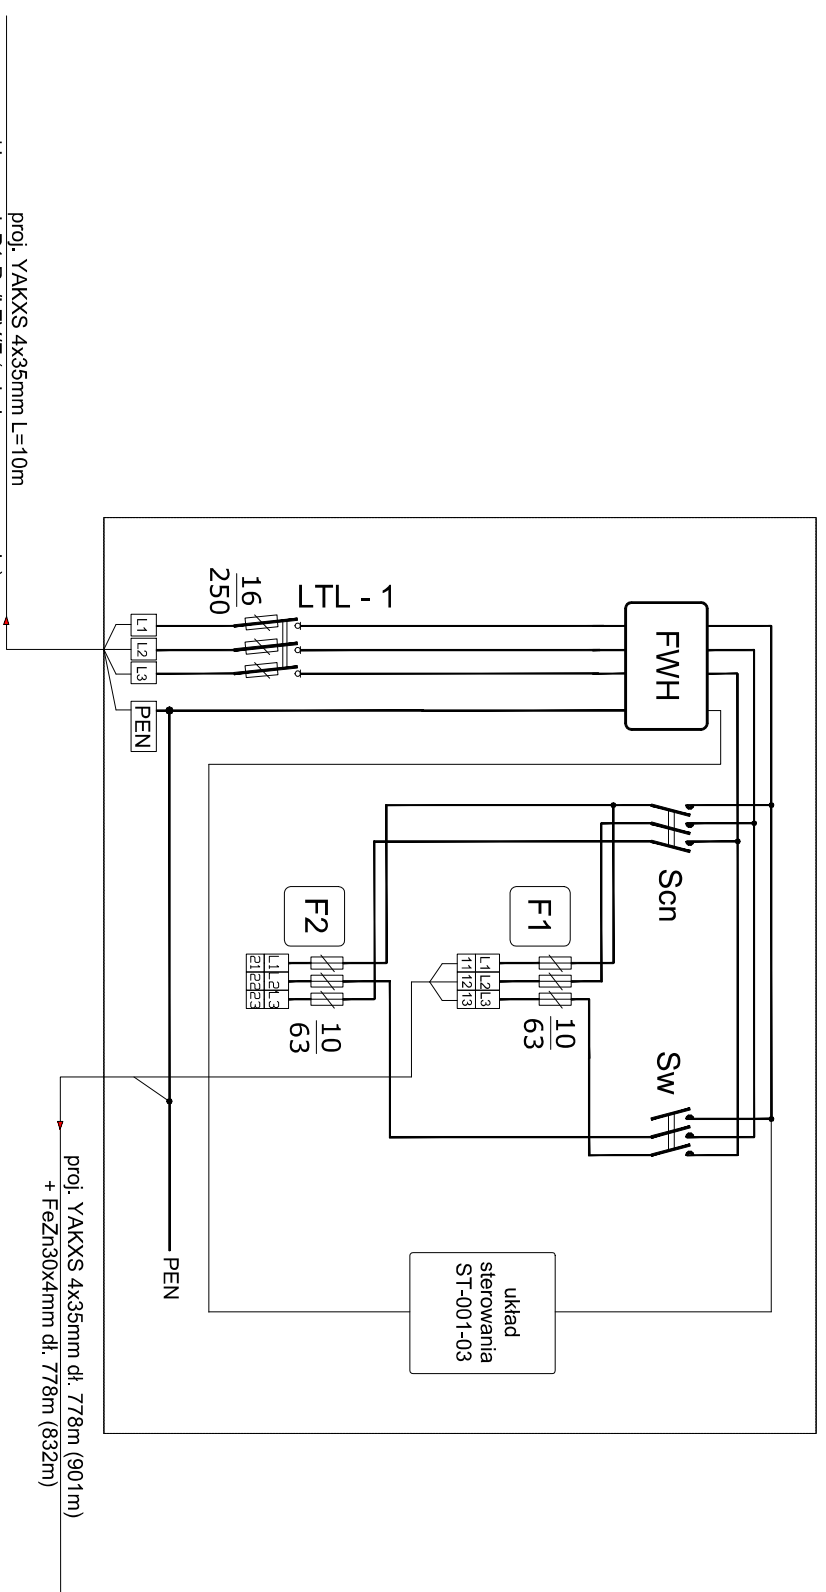 proj. YAKXS 4x35mm L=10m
LTL - 1
16
250
L1
L2
L3
PEN
FWH
Scn
F1
L1 L2 L3
11 12 13
10
63
F2
L1 L2 L3
21 22 23
10
63
Sw
układ
sterowania
ST-001-03
PEN
proj. YAKXS 4x35mm dł. 778m (901m)
+ FeZn30x4mm dł. 778m (832m)